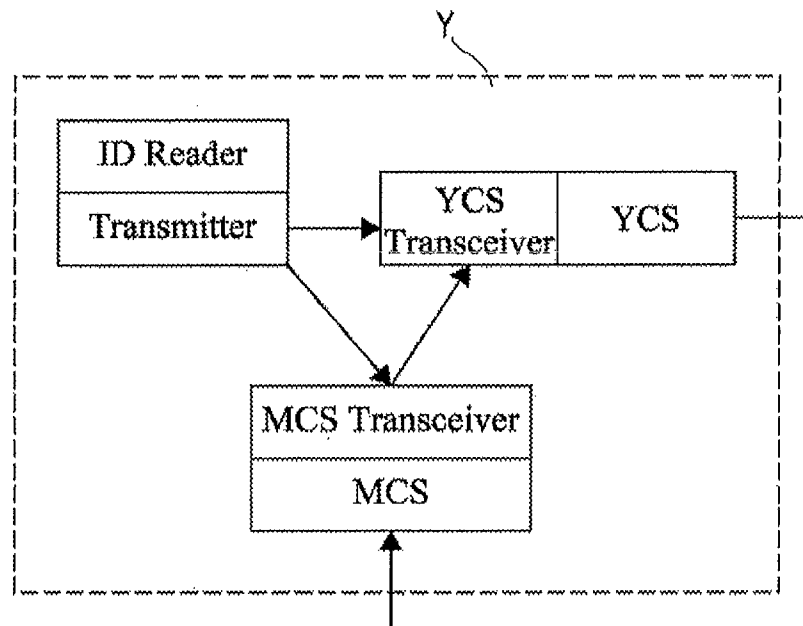 Y
ID Reader
Transmitter
YCS
Transceiver
YCS
MCS Transceiver
MCS